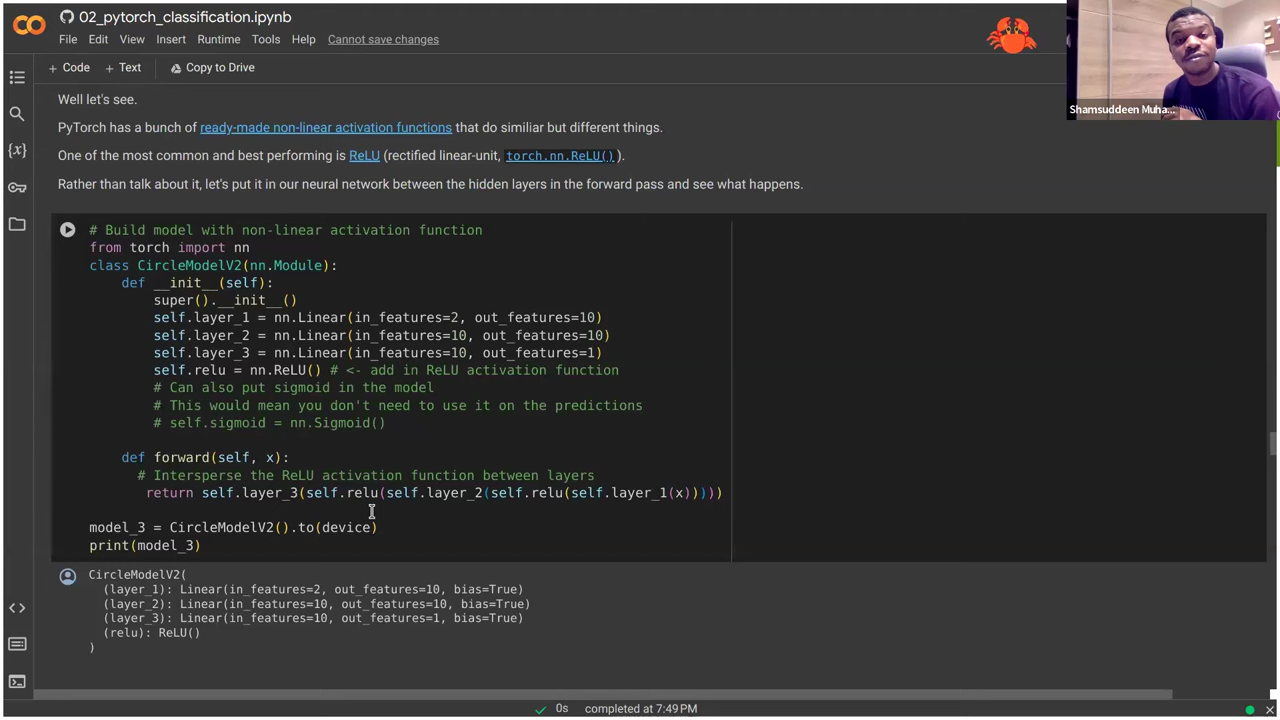 02_pytorch_classification.ipynb
File Edit View Insert Runtime Tools Help Cannot save changes
+ Code + Text Copy to Drive
Shamsuddeen Muha...
Well let's see.
PyTorch has a bunch of ready-made non-linear activation functions that do similiar but different things.
One of the most common and best performing is ReLU (rectified linear-unit, torch.nn.ReLU()).
Rather than talk about it, let's put it in our neural network between the hidden layers in the forward pass and see what happens.
# Build model with non-linear activation function
from torch import nn
class CircleModelV2(nn.Module):
    def __init__(self):
        super().__init__()
        self.layer_1 = nn.Linear(in_features=2, out_features=10)
        self.layer_2 = nn.Linear(in_features=10, out_features=10)
        self.layer_3 = nn.Linear(in_features=10, out_features=1)
        self.relu = nn.ReLU() # <- add in ReLU activation function
        # Can also put sigmoid in the model
        # This would mean you don't need to use it on the predictions
        # self.sigmoid = nn.Sigmoid()
    def forward(self, x):
      # Intersperse the ReLU activation function between layers
       return self.layer_3(self.relu(self.layer_2(self.relu(self.layer_1(x)))))
model_3 = CircleModelV2().to(device)
print(model_3)
CircleModelV2(
  (layer_1): Linear(in_features=2, out_features=10, bias=True)
  (layer_2): Linear(in_features=10, out_features=10, bias=True)
  (layer_3): Linear(in_features=10, out_features=1, bias=True)
  (relu): ReLU()
)
0s completed at 7:49 PM